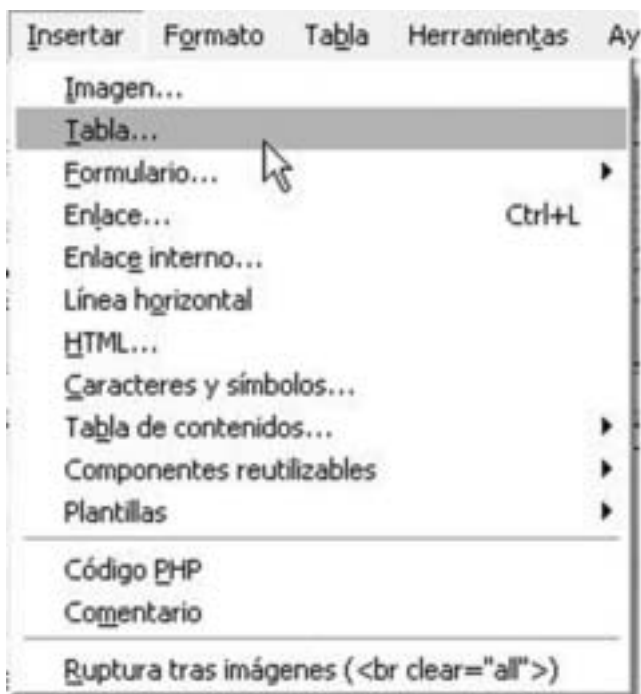 Insertar Formato Tabla Herramientas Ay
Imagen...
Tabla...
Formulario...
Enlace... Ctrl+L
Enlace interno...
Línea horizontal
HTML...
Caracteres y símbolos...
Tabla de contenidos...
Componentes reutilizables
Plantillas
Código PHP
Comentario
Ruptura tras imágenes (<br clear="all">)